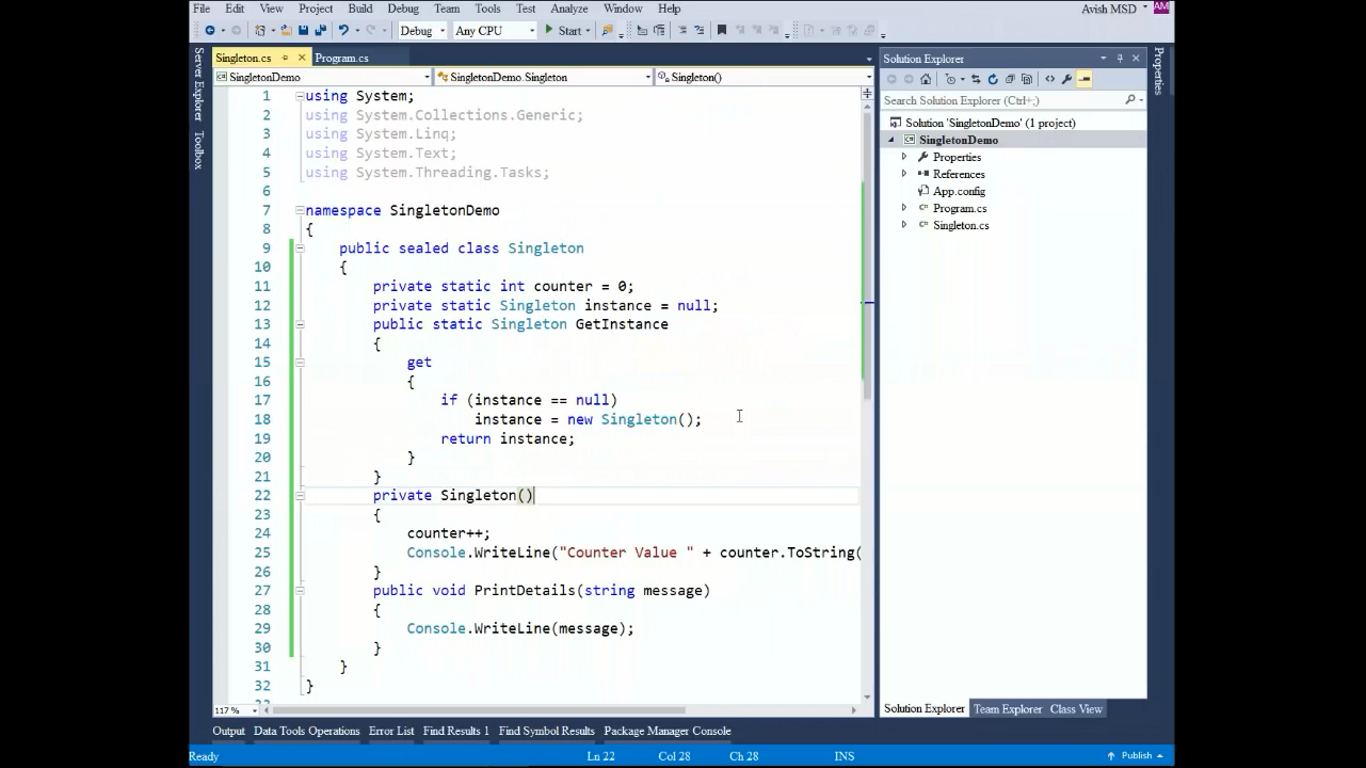 File Edit View Project Build Debug Team Tools Test Analyze Window Help Avish MSD AM
Debug Any CPU Start
Singleton.cs Program.cs
SingletonDemo SingletonDemo.Singleton Singleton()
1 using System;
2 using System.Collections.Generic;
3 using System.Linq;
4 using System.Text;
5 using System.Threading.Tasks;
6
7 namespace SingletonDemo
8 {
9 public sealed class Singleton
10 {
11 private static int counter = 0;
12 private static Singleton instance = null;
13 public static Singleton GetInstance
14 {
15 get
16 {
17 if (instance == null)
18 instance = new Singleton();
19 return instance;
20 }
21 }
22 private Singleton()
23 {
24 counter++;
25 Console.WriteLine("Counter Value " + counter.ToString(
26 }
27 public void PrintDetails(string message)
28 {
29 Console.WriteLine(message);
30 }
31 }
32 }
117 %
Server Explorer
Toolbox
Solution Explorer
Search Solution Explorer (Ctrl+;)
Solution 'SingletonDemo' (1 project)
SingletonDemo
Properties
References
App.config
Program.cs
Singleton.cs
Solution Explorer Team Explorer Class View
Properties
Output Data Tools Operations Error List Find Results 1 Find Symbol Results Package Manager Console
Ready Ln 22 Col 28 Ch 28 INS Publish